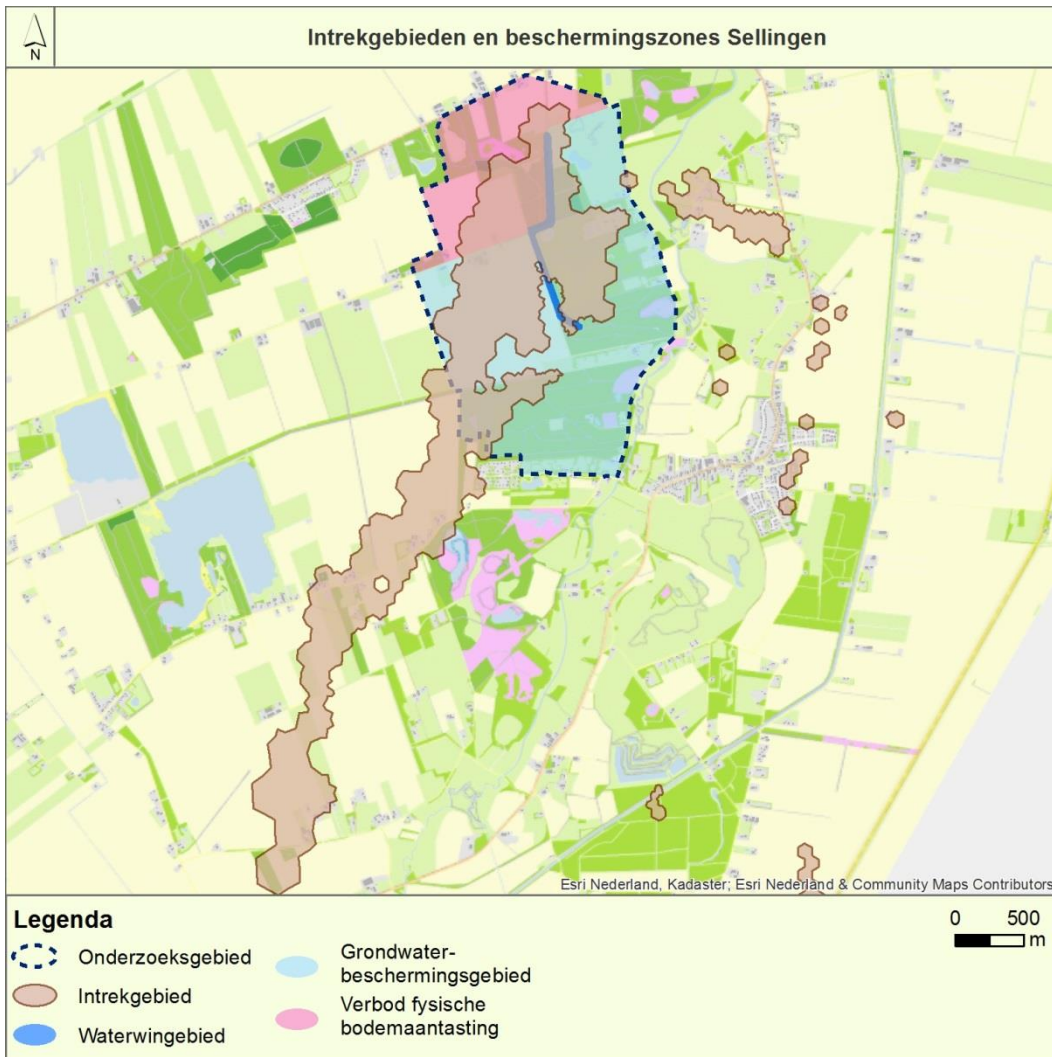 Intrekgebieden en beschermingszones Sellingen
N
Esri Nederland, Kadaster; Esri Nederland & Community Maps Contributors
Legenda
Onderzoeksgebied
Intrekgebied
Waterwingebied
Grondwater-
beschermingsgebied
Verbod fysische
bodemaantasting
0 500
m